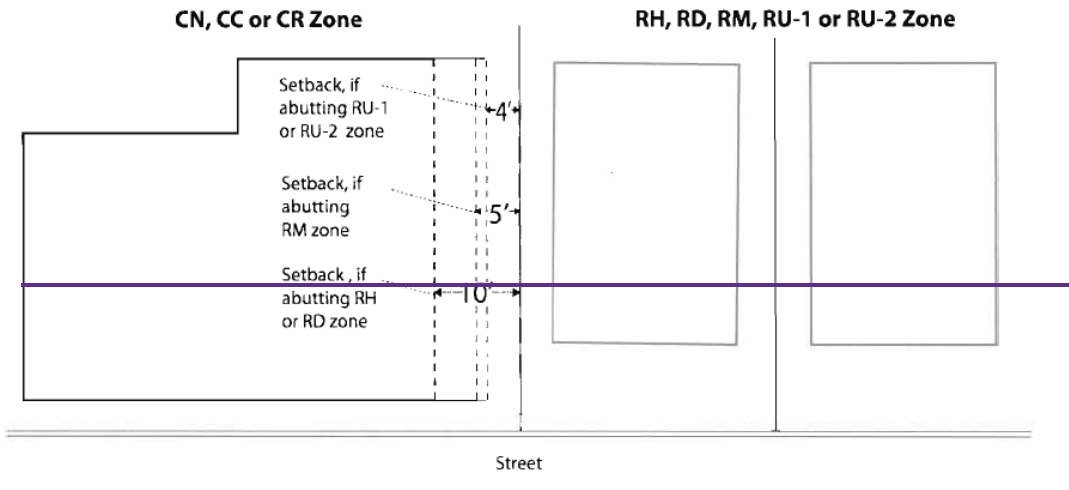 CN, CC or CR Zone
RH, RD, RM, RU-1 or RU-2 Zone
Setback, if
abutting RU-1
or RU-2 zone
4'
Setback, if
abutting
RM zone
5'
Setback , if
abutting RH
or RD zone
10'
Street